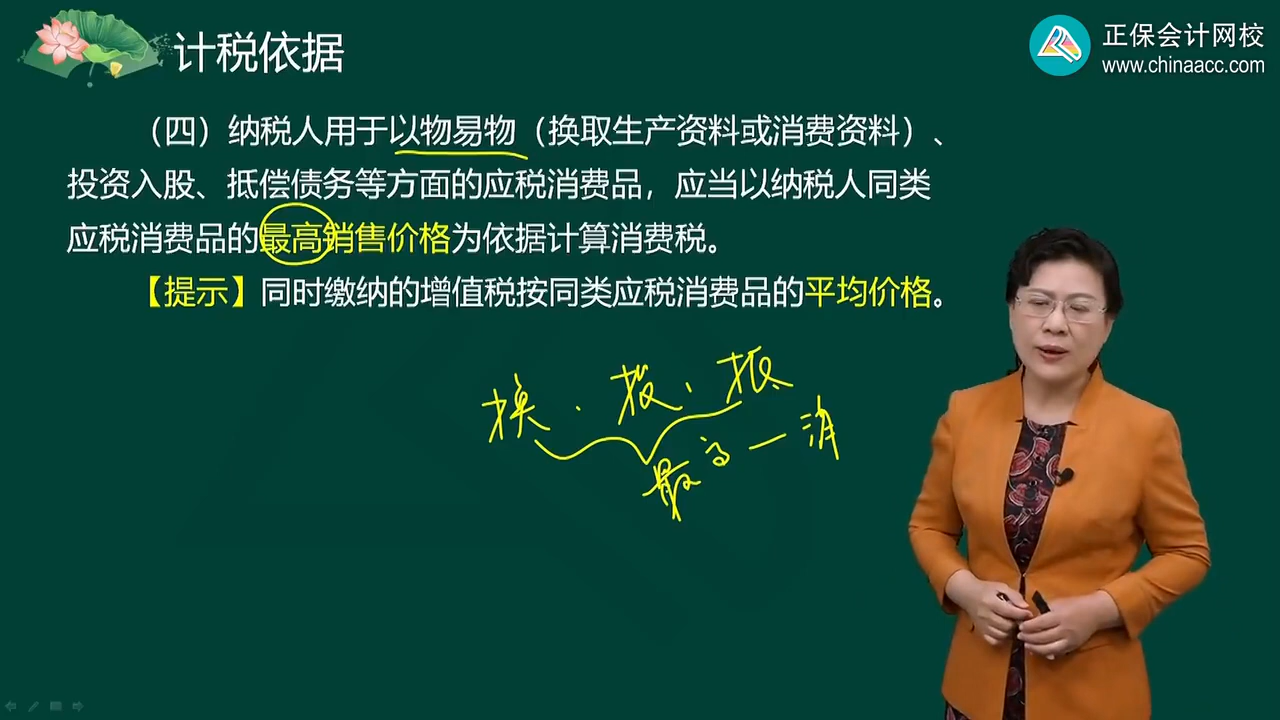 计税依据
正保会计网校
www.chinaacc.com
（四）纳税人用于以物易物（换取生产资料或消费资料）、
投资入股、抵偿债务等方面的应税消费品，应当以纳税人同类
应税消费品的最高销售价格为依据计算消费税。
【提示】同时缴纳的增值税按同类应税消费品的平均价格。
换．投、抵
最高一消